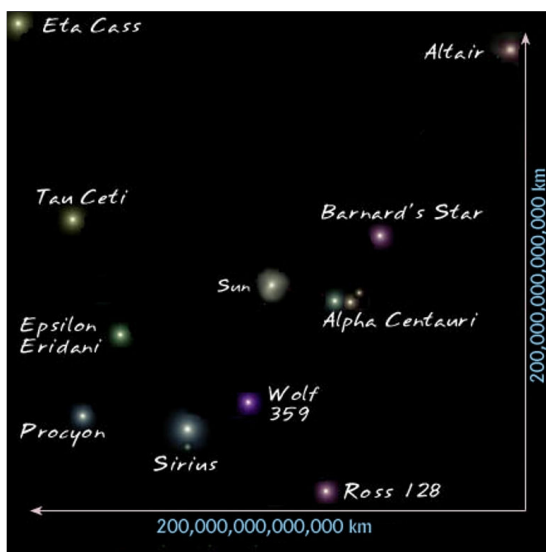 Eta Cass
Altair
Tau Ceti
Barnard's Star
Sun
Alpha Centauri
Epsilon
Eridani
Wolf
359
Procyon
Sirius
Ross 128
200,000,000,000,000 km
200,000,000,000,000 km